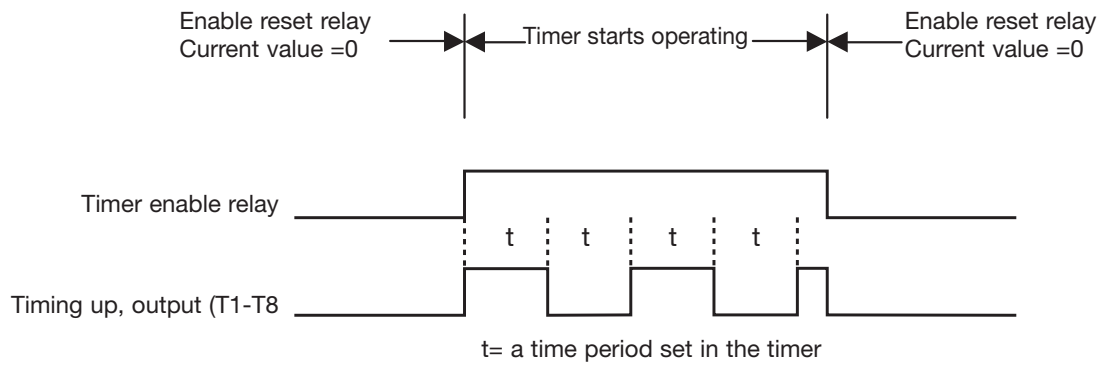 Enable reset relay
Current value =0
Timer starts operating
Enable reset relay
Current value =0
Timer enable relay
t
t
t
t
Timing up, output (T1-T8
t= a time period set in the timer